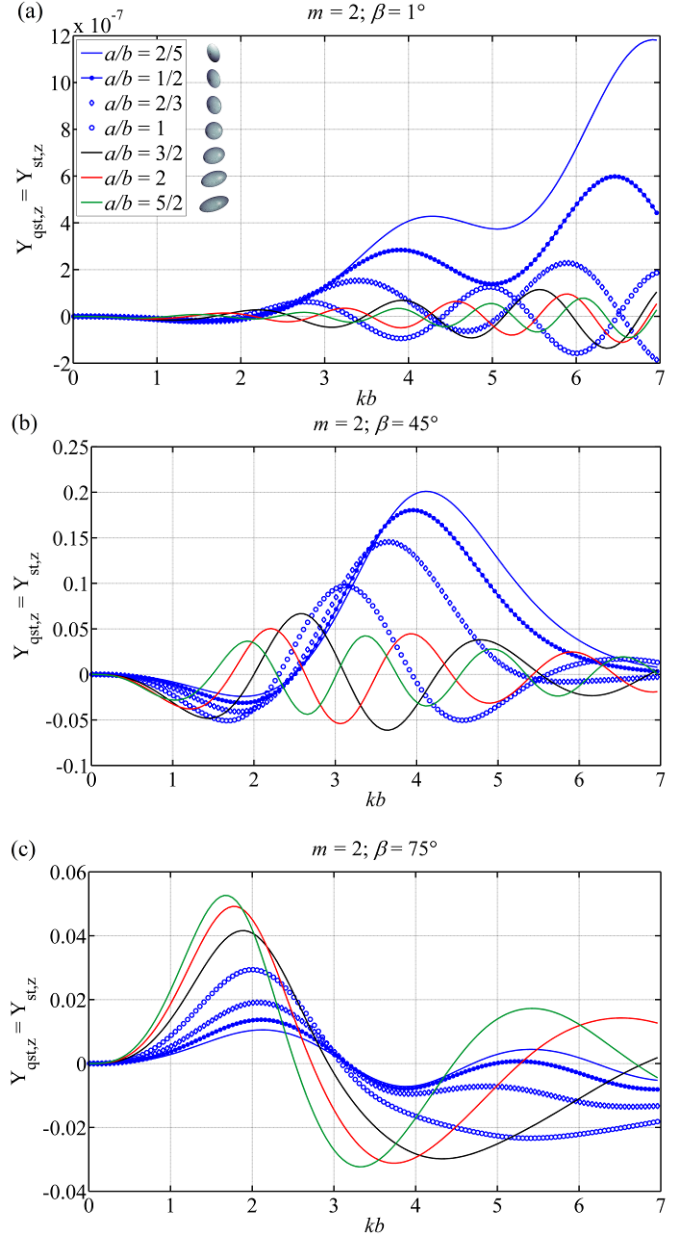 (a)
m = 2; β = 1°
x 10⁻⁷
12
10
8
6
4
2
0
-2
Y_qst,z = Y_st,z
a/b = 2/5
a/b = 1/2
a/b = 2/3
a/b = 1
a/b = 3/2
a/b = 2
a/b = 5/2
0 1 2 3 4 5 6 7
kb
(b)
m = 2; β = 45°
0.25
0.2
0.15
0.1
0.05
0
-0.05
-0.1
Y_qst,z = Y_st,z
0 1 2 3 4 5 6 7
kb
(c)
m = 2; β = 75°
0.06
0.04
0.02
0
-0.02
-0.04
Y_qst,z = Y_st,z
0 1 2 3 4 5 6 7
kb